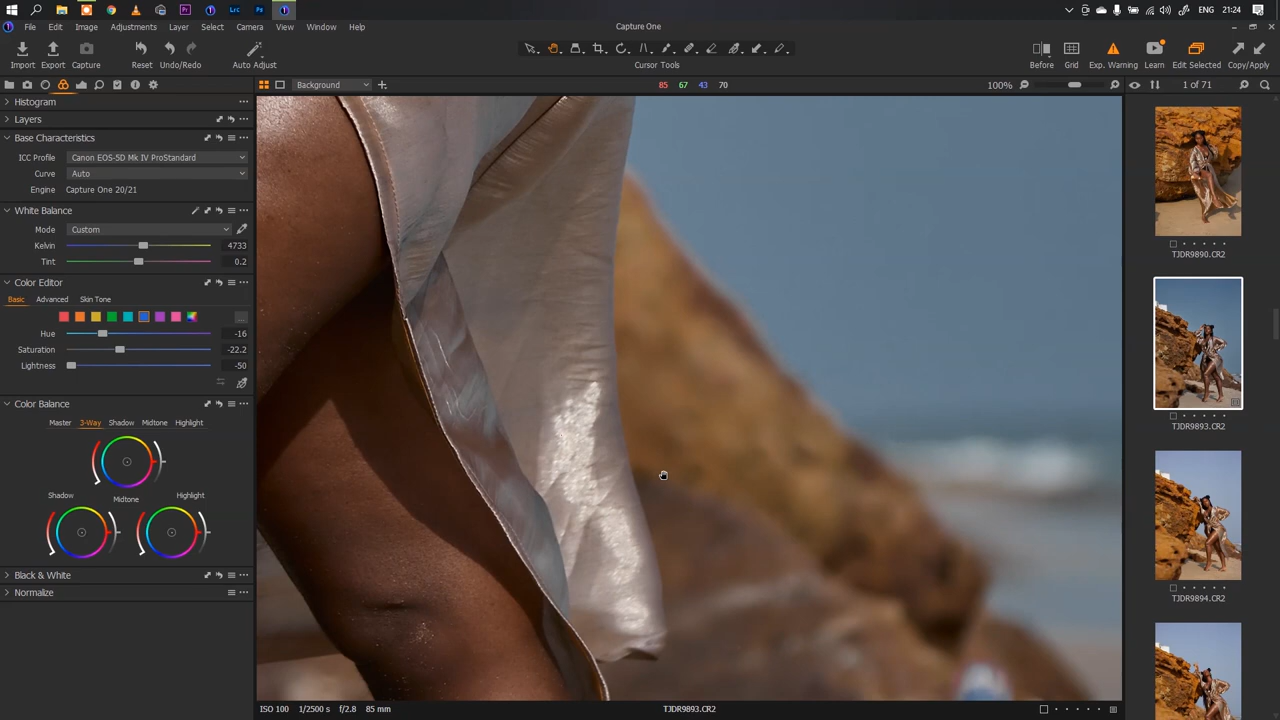 ENG 21:24
File Edit Image Adjustments Layer Select Camera View Window Help
Capture One
Import Export Capture Reset Undo/Redo Auto Adjust Cursor Tools Before Grid Exp. Warning Learn Edit Selected Copy/Apply
Background 85 67 43 70 100% 1 of 71
Histogram
Layers
Base Characteristics
ICC Profile Canon EOS-5D Mk IV ProStandard
Curve Auto
Engine Capture One 20/21
White Balance
Mode Custom
Kelvin 4733
Tint 0.2
Color Editor
Basic Advanced Skin Tone
Hue -16
Saturation -22.2
Lightness -50
Color Balance
Master 3-Way Shadow Midtone Highlight
Shadow Midtone Highlight
Black & White
Normalize
TJDR9890.CR2
TJDR9893.CR2
TJDR9894.CR2
ISO 100 1/2500 s f/2.8 85 mm TJDR9893.CR2